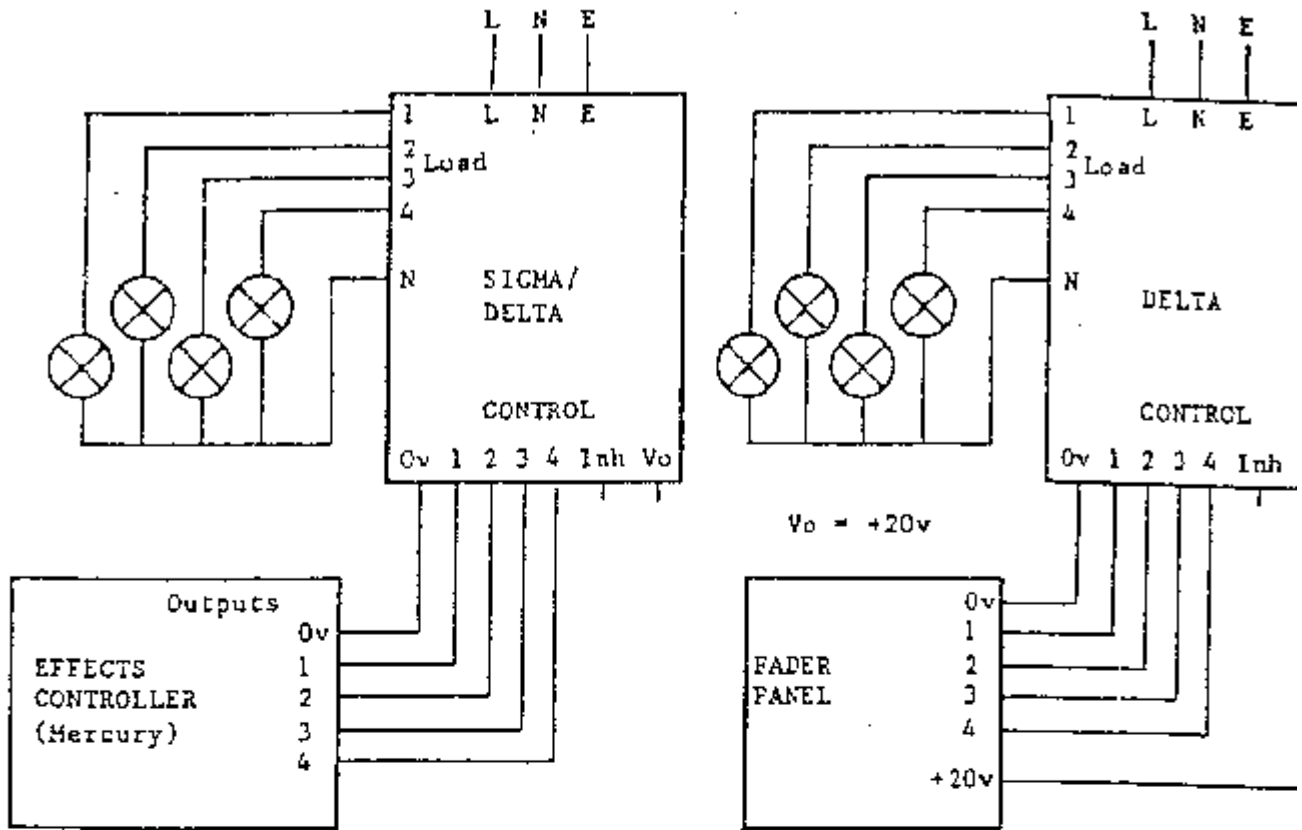 L N E
1 L N E
2
Load
3
4
N
SIGMA/
DELTA
CONTROL
0v 1 2 3 4 Inh Vo
Outputs
0v
1
2
3
4
EFFECTS
CONTROLLER
(Mercury)
L N E
1 L N E
2
Load
3
4
N
DELTA
CONTROL
0v 1 2 3 4 Inh
Vo = +20v
0v
1
2
3
4
+20v
FADER
PANEL